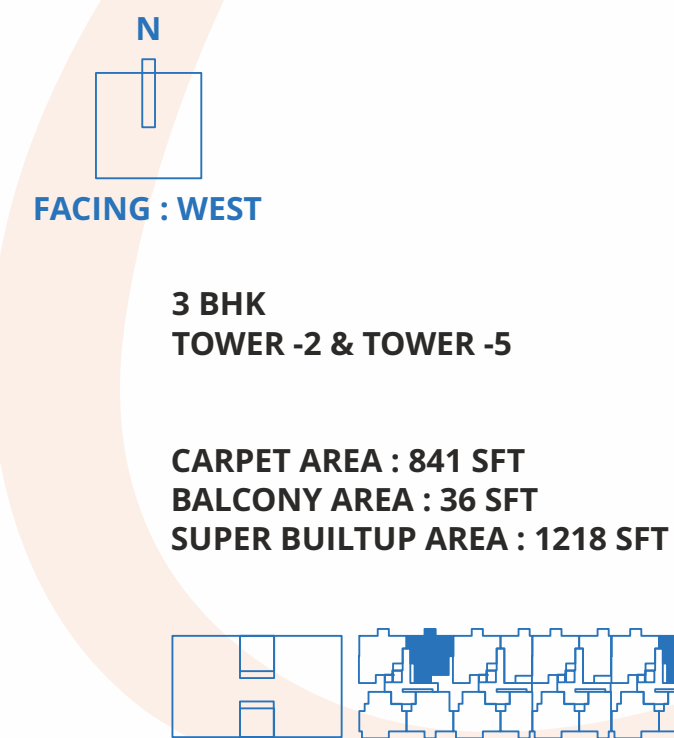 N
FACING : WEST
3 BHK
TOWER -2 & TOWER -5
CARPET AREA : 841 SFT
BALCONY AREA : 36 SFT
SUPER BUILTUP AREA : 1218 SFT